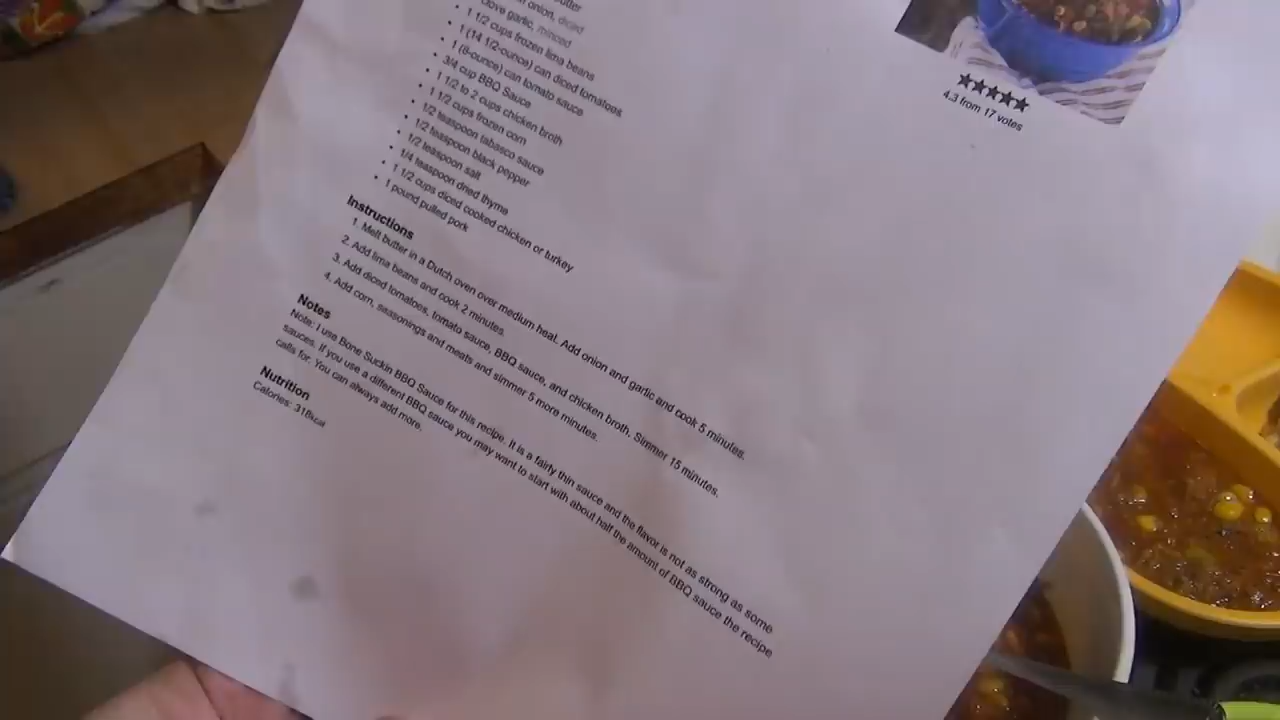 butter
onion, diced
clove garlic, minced
1 1/2 cups frozen lima beans
1 (14 1/2-ounce) can diced tomatoes
1 (8-ounce) can tomato sauce
3/4 cup BBQ Sauce
1 1/2 to 2 cups chicken broth
1 1/2 cups frozen corn
1/2 teaspoon tabasco sauce
1/2 teaspoon black pepper
1/2 teaspoon salt
1/4 teaspoon dried thyme
1 1/2 cups diced cooked chicken or turkey
1 pound pulled pork
Instructions
1. Melt butter in a Dutch oven over medium heat. Add onion and garlic and cook 5 minutes.
2. Add lima beans and cook 2 minutes.
3. Add diced tomatoes, tomato sauce, BBQ sauce, and chicken broth. Simmer 15 minutes.
4. Add corn, seasonings and meats and simmer 5 more minutes.
Notes
Note: I use Bone Suckin BBQ Sauce for this recipe. It is a fairly thin sauce and the flavor is not as strong as some
sauces. If you use a different BBQ sauce you may want to start with about half the amount of BBQ sauce the recipe
calls for. You can always add more.
Nutrition
Calories: 318kcal
4.3 from 17 votes